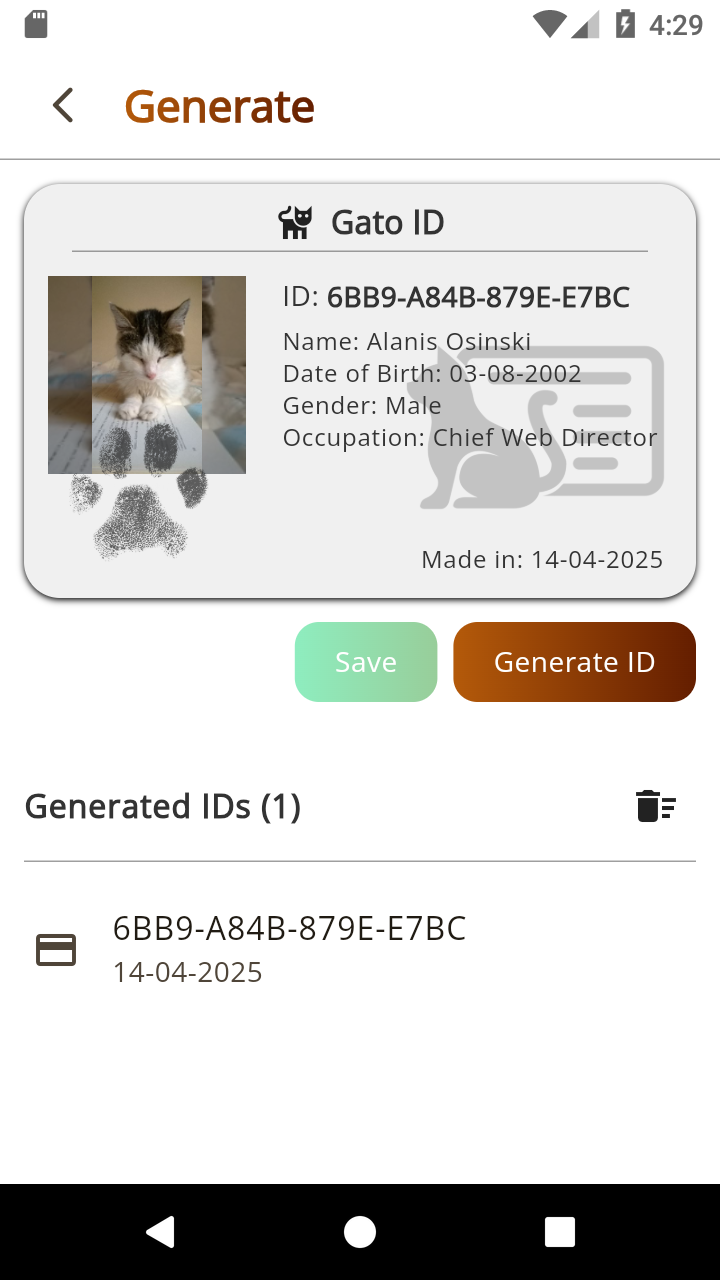 4:29
Generate
Gato ID
ID: 6BB9-A84B-879E-E7BC
Name: Alanis Osinski
Date of Birth: 03-08-2002
Gender: Male
Occupation: Chief Web Director
Made in: 14-04-2025
Save
Generate ID
Generated IDs (1)
6BB9-A84B-879E-E7BC
14-04-2025